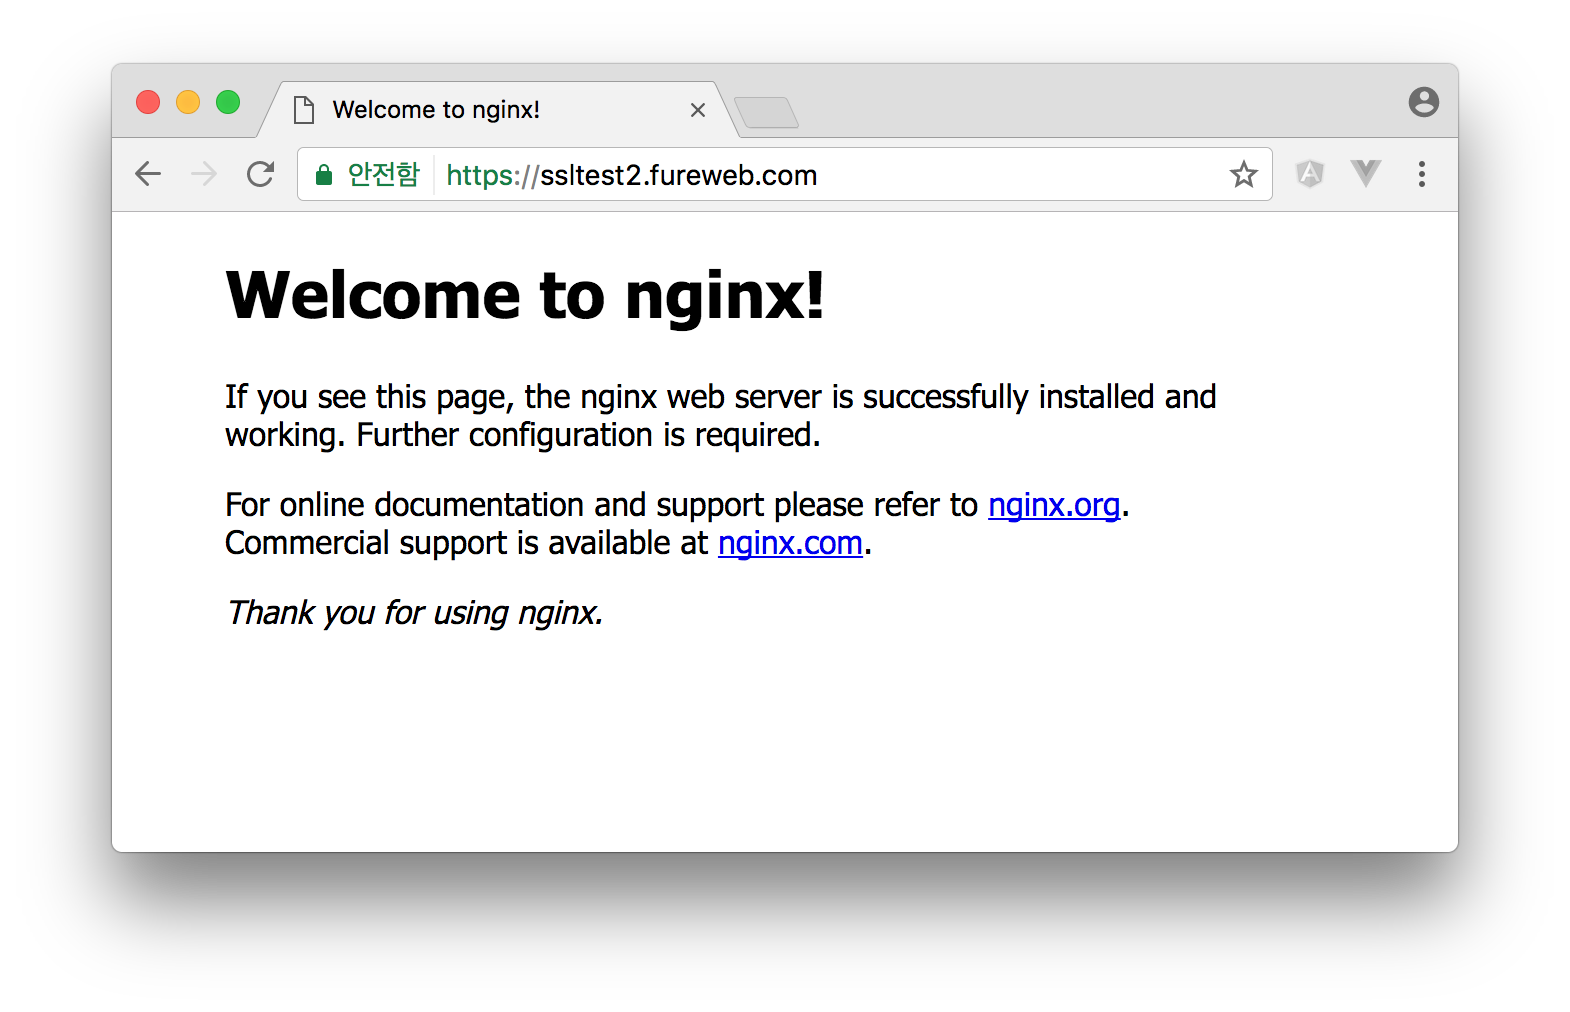 Welcome to nginx!
안전함 https://ssltest2.fureweb.com
Welcome to nginx!
If you see this page, the nginx web server is successfully installed and
working. Further configuration is required.
For online documentation and support please refer to nginx.org.
Commercial support is available at nginx.com.
Thank you for using nginx.